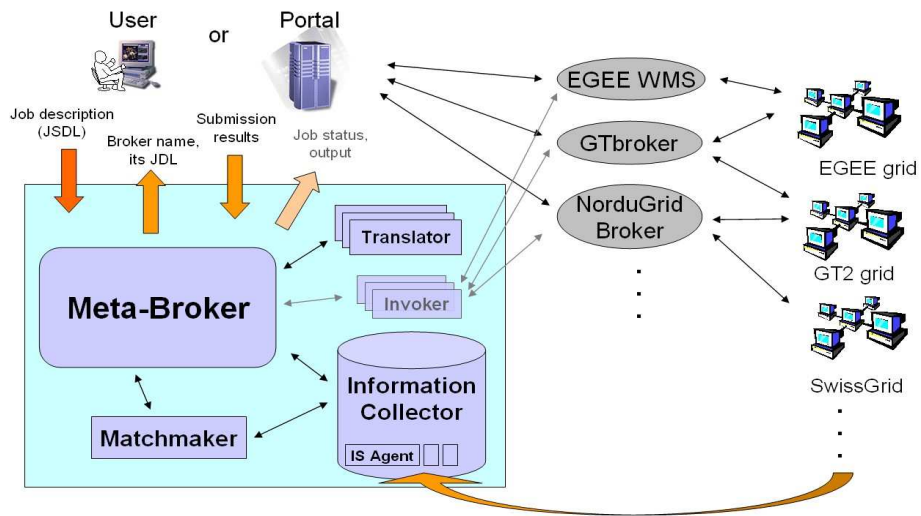 User
or
Portal
Job description
(JSDL)
Broker name,
its JDL
Submission
results
Job status,
output
EGEE WMS
GTbroker
NorduGrid
Broker
EGEE grid
GT2 grid
SwissGrid
Translator
Invoker
Meta-Broker
Information
Collector
IS Agent
Matchmaker